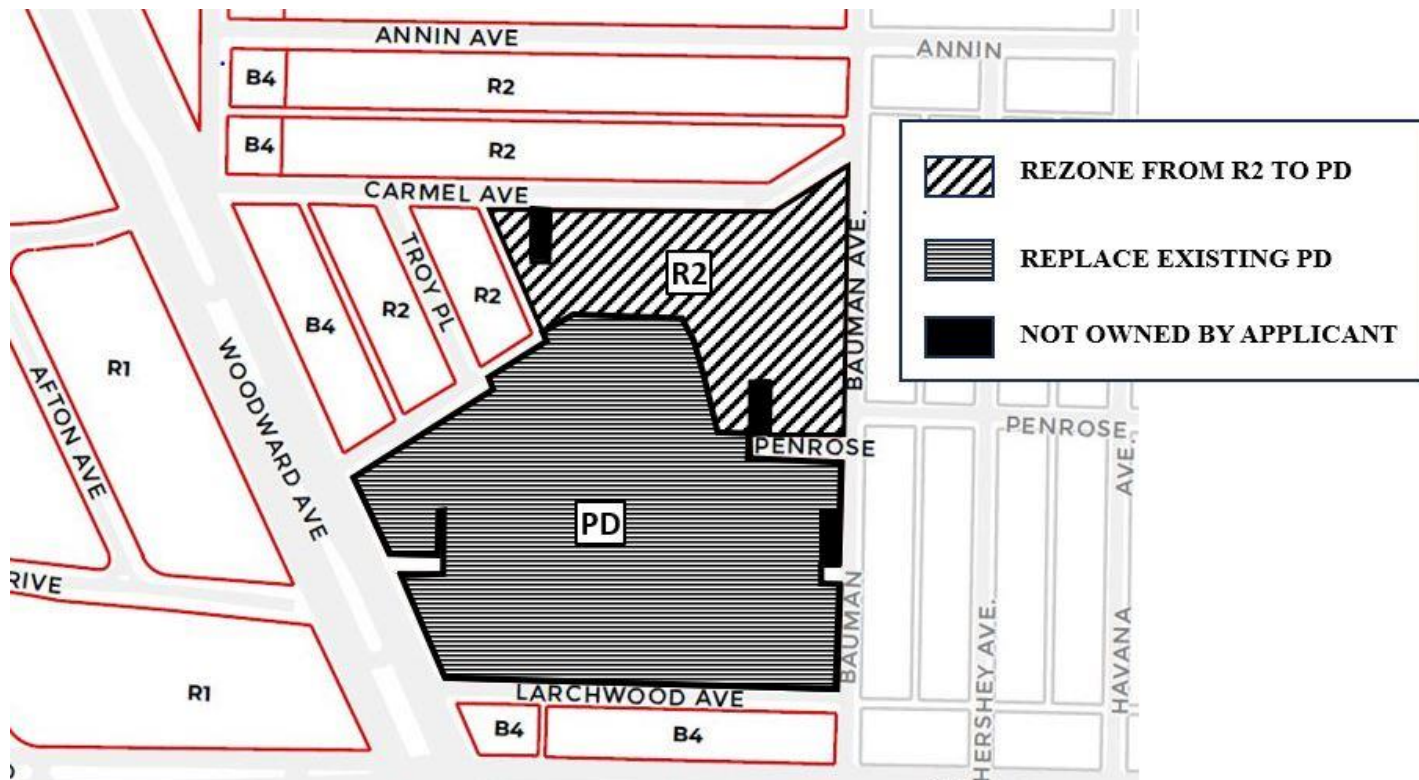 ANNIN AVE
ANNIN
B4
R2
B4
R2
REZONE FROM R2 TO PD
REPLACE EXISTING PD
NOT OWNED BY APPLICANT
CARMEL AVE
TROY PL
R2
BAUMAN AVE.
R2
R2
B4
R1
AFTON AVE
WOODWARD AVE
PENROSE
PENROSE
AVE.
PD
RIVE
BAUMAN
HERSHEY AVE.
HAVANA
R1
LARCHWOOD AVE
B4
B4